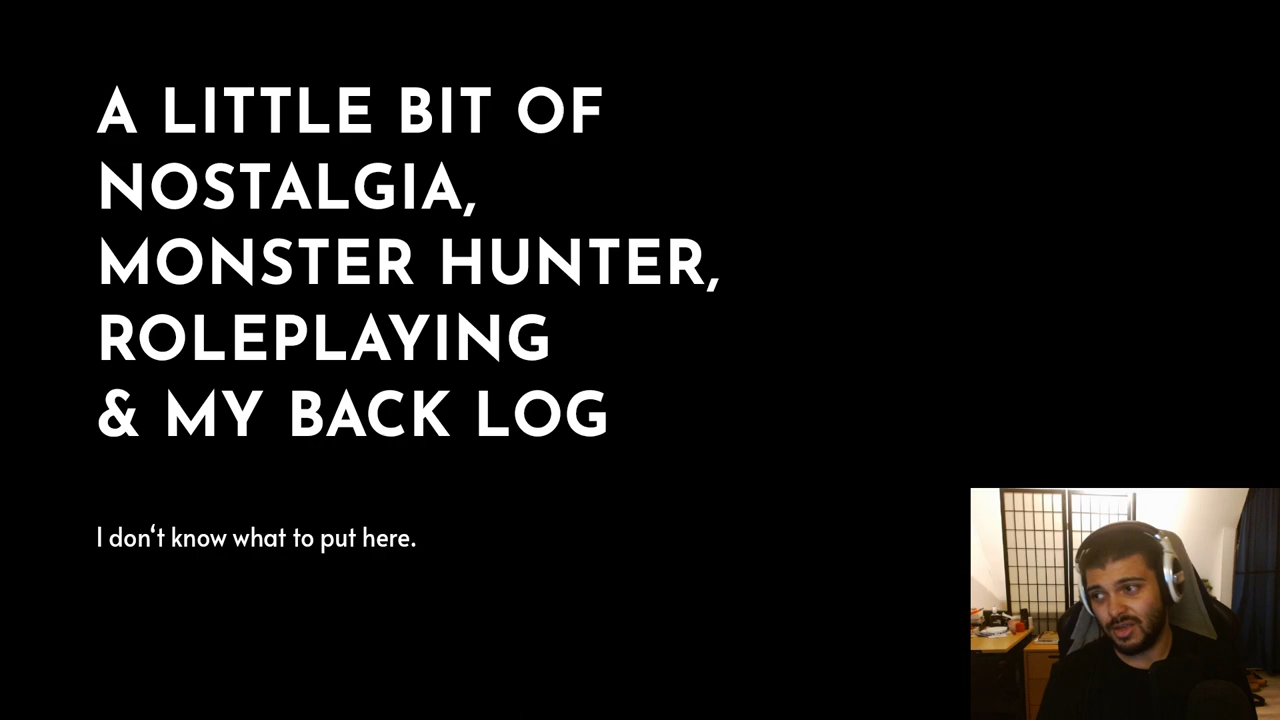 A LITTLE BIT OF
NOSTALGIA,
MONSTER HUNTER,
ROLEPLAYING
& MY BACK LOG
I don‘t know what to put here.